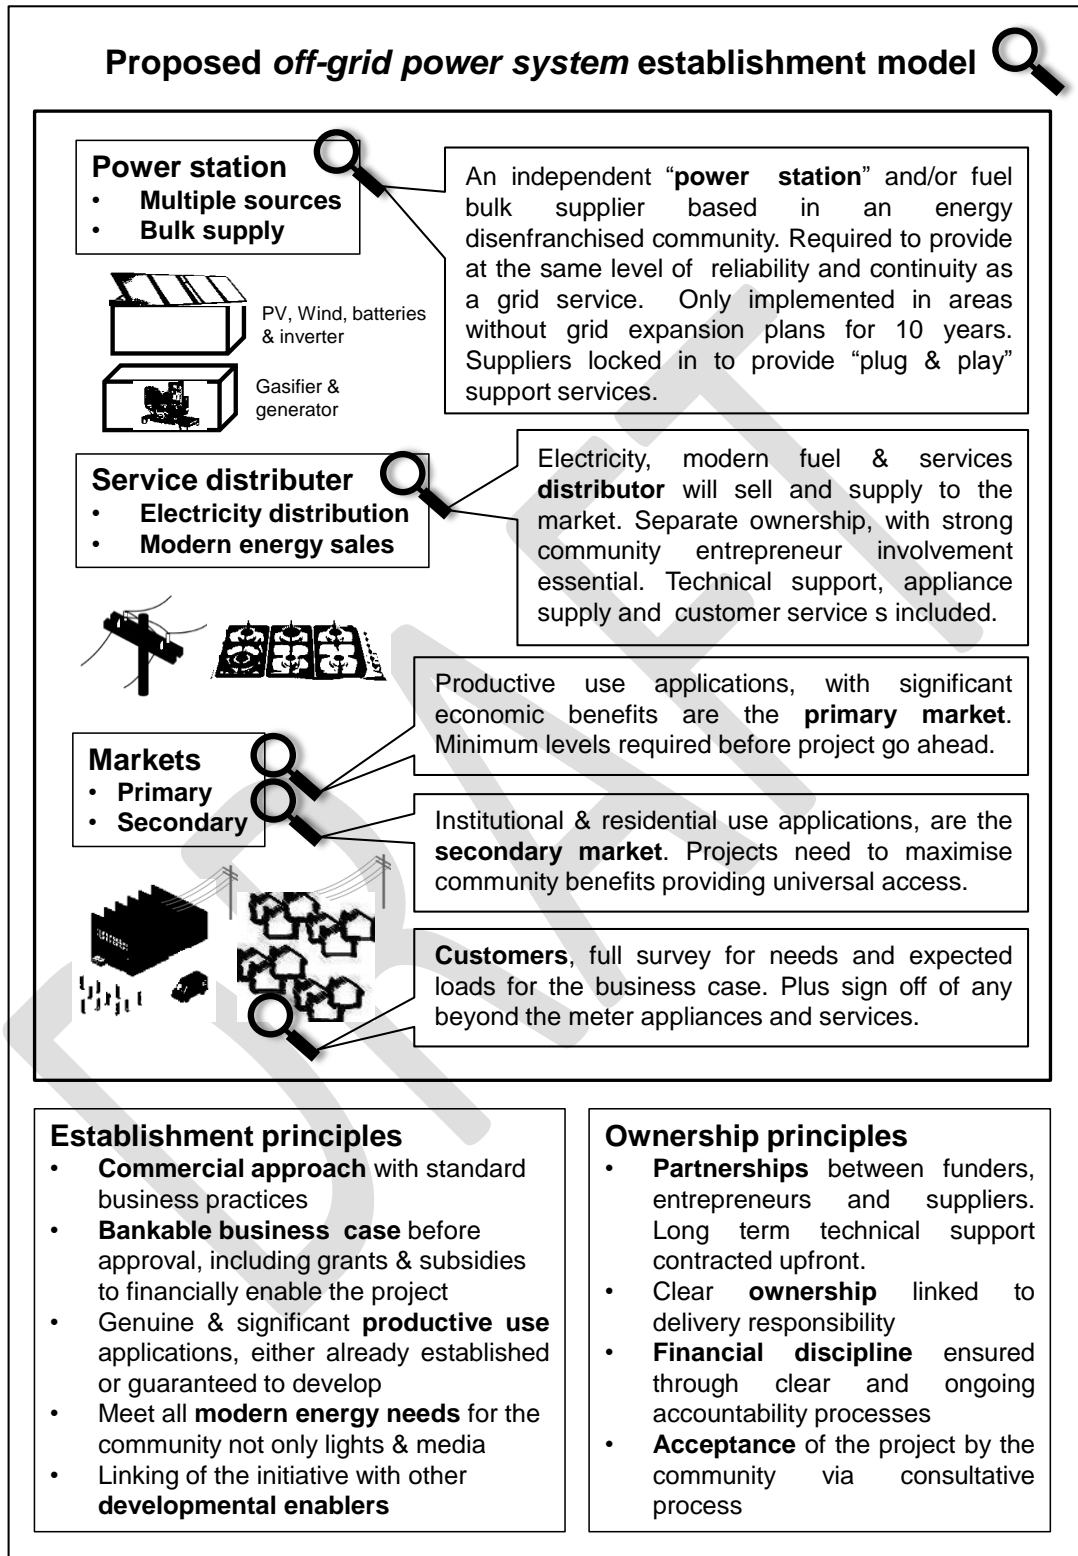 Proposed off-grid power system establishment model
Power station
• Multiple sources
• Bulk supply
An independent “power station” and/or fuel
bulk supplier based in an energy
disenfranchised community. Required to provide
at the same level of reliability and continuity as
a grid service. Only implemented in areas
without grid expansion plans for 10 years.
Suppliers locked in to provide “plug & play”
support services.
PV, Wind, batteries
& inverter
Gasifier &
generator
Service distributer
• Electricity distribution
• Modern energy sales
Electricity, modern fuel & services
distributor will sell and supply to the
market. Separate ownership, with strong
community entrepreneur involvement
essential. Technical support, appliance
supply and customer service s included.
Markets
• Primary
• Secondary
Productive use applications, with significant
economic benefits are the primary market.
Minimum levels required before project go ahead.
Institutional & residential use applications, are the
secondary market. Projects need to maximise
community benefits providing universal access.
Customers, full survey for needs and expected
loads for the business case. Plus sign off of any
beyond the meter appliances and services.
Establishment principles
• Commercial approach with standard
business practices
• Bankable business case before
approval, including grants & subsidies
to financially enable the project
• Genuine & significant productive use
applications, either already established
or guaranteed to develop
• Meet all modern energy needs for the
community not only lights & media
• Linking of the initiative with other
developmental enablers
Ownership principles
• Partnerships between funders,
entrepreneurs and suppliers.
Long term technical support
contracted upfront.
• Clear ownership linked to
delivery responsibility
• Financial discipline ensured
through clear and ongoing
accountability processes
• Acceptance of the project by the
community via consultative
process
DRAFT